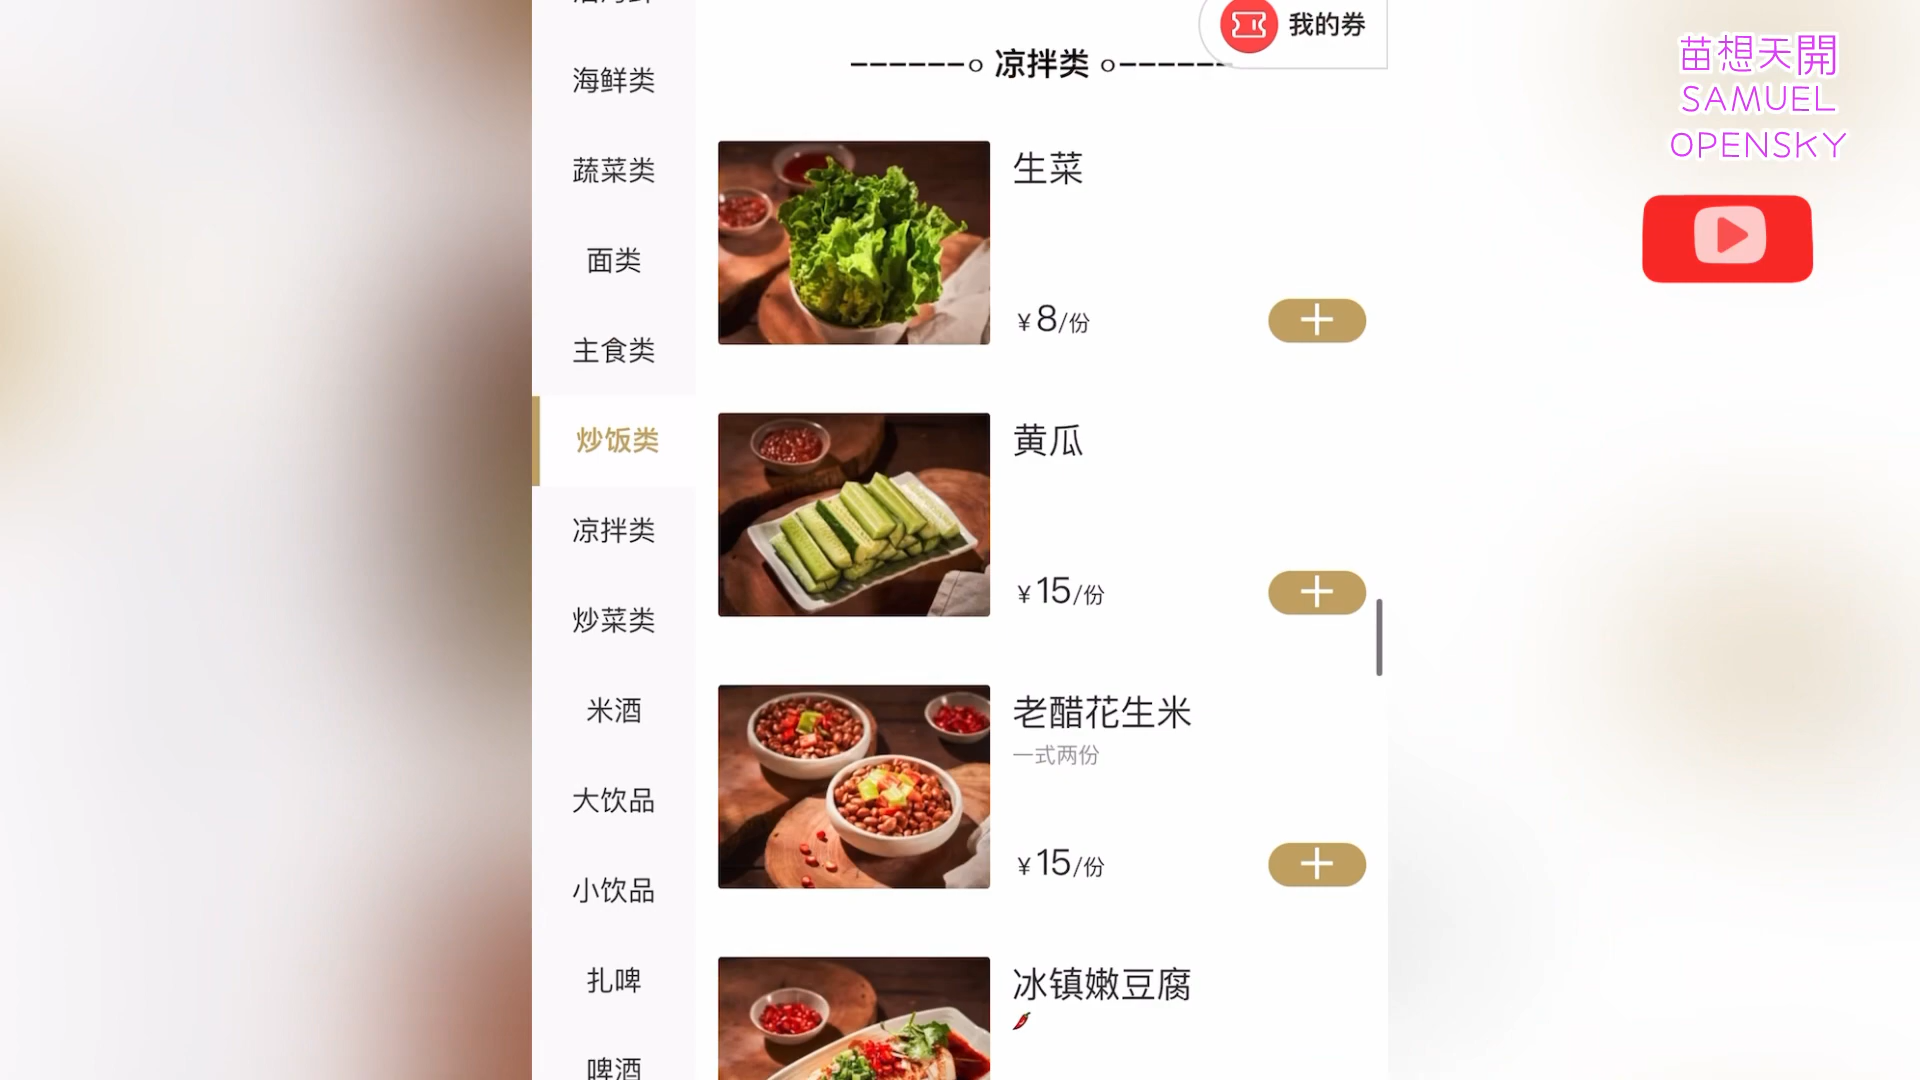 我的券
------o 凉拌类 o------
海鲜类
蔬菜类
面类
主食类
炒饭类
凉拌类
炒菜类
米酒
大饮品
小饮品
扎啤
啤酒
生菜
¥8/份
黄瓜
¥15/份
老醋花生米
一式两份
¥15/份
冰镇嫩豆腐
苗想天開
SAMUEL
OPENSKY